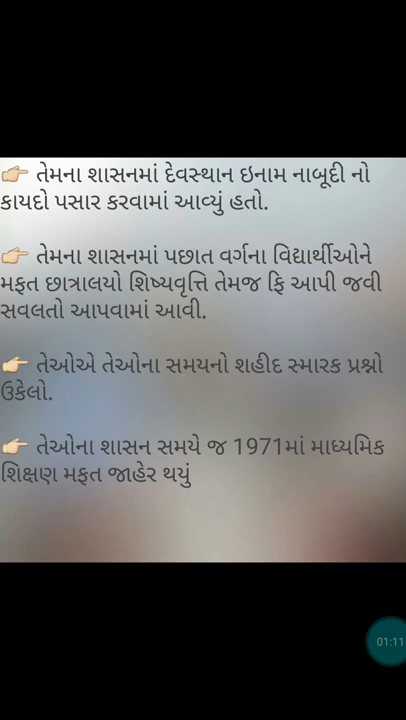 👉 તેમના શાસનમાં દેવસ્થાન ઇનામ નાબૂદી નો
કાયદો પસાર કરવામાં આવ્યું હતો.
👉 તેમના શાસનમાં પછાત વર્ગના વિદ્યાર્થીઓને
મફત છાત્રાલયો શિષ્યવૃત્તિ તેમજ ફિ આપી જવી
સવલતો આપવામાં આવી.
👉 તેઓએ તેઓના સમયનો શહીદ સ્મારક પ્રશ્નો
ઉકેલો.
👉 તેઓના શાસન સમયે જ 1971માં માધ્યમિક
શિક્ષણ મફત જાહેર થયું
01:11